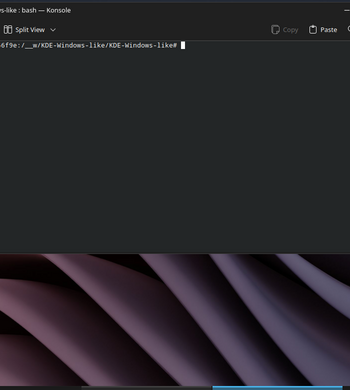 s-like : bash — Konsole
Split View
Copy
Paste
6f9e:/__w/KDE-Windows-like/KDE-Windows-like#